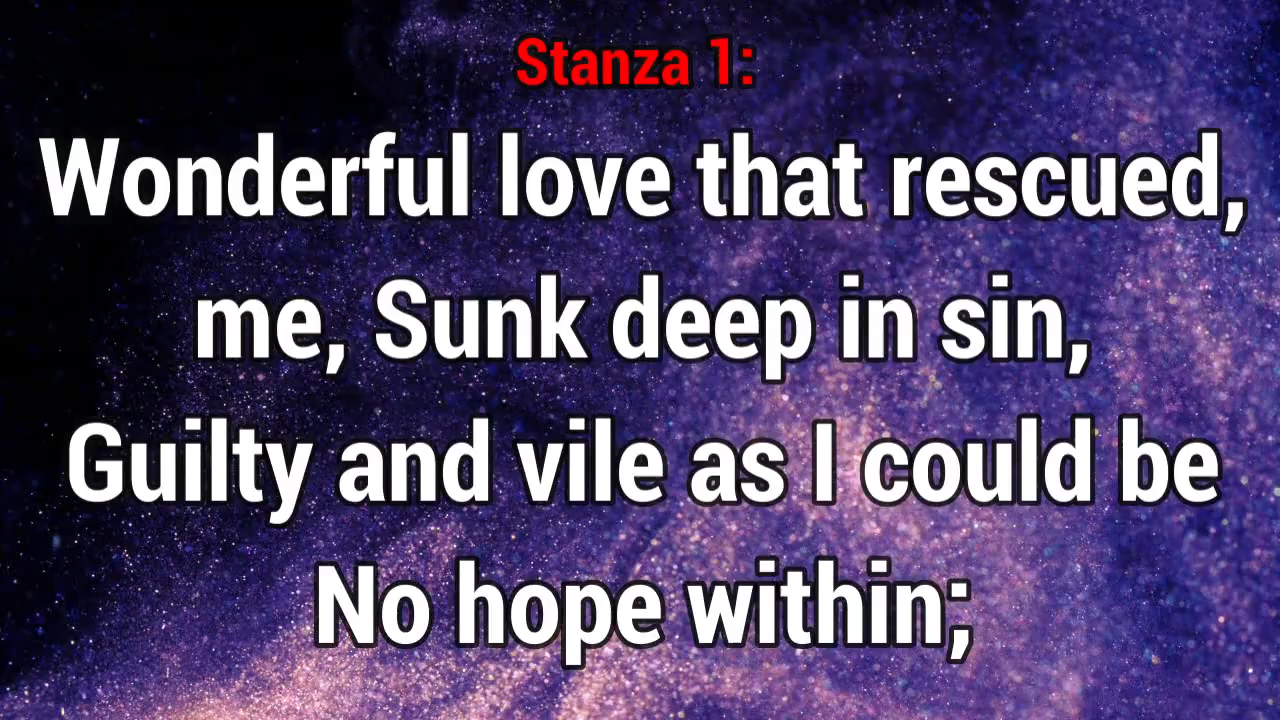 Stanza 1:
Wonderful love that rescued,
me, Sunk deep in sin,
Guilty and vile as I could be
No hope within;